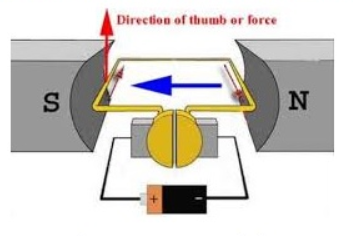 Direction of thumb or force
S
N
+
-